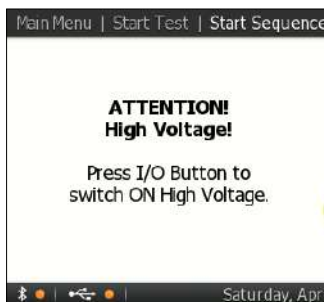 Main Menu | Start Test | Start Sequence
ATTENTION!
High Voltage!
Press I/O Button to
switch ON High Voltage.
Saturday, Apr